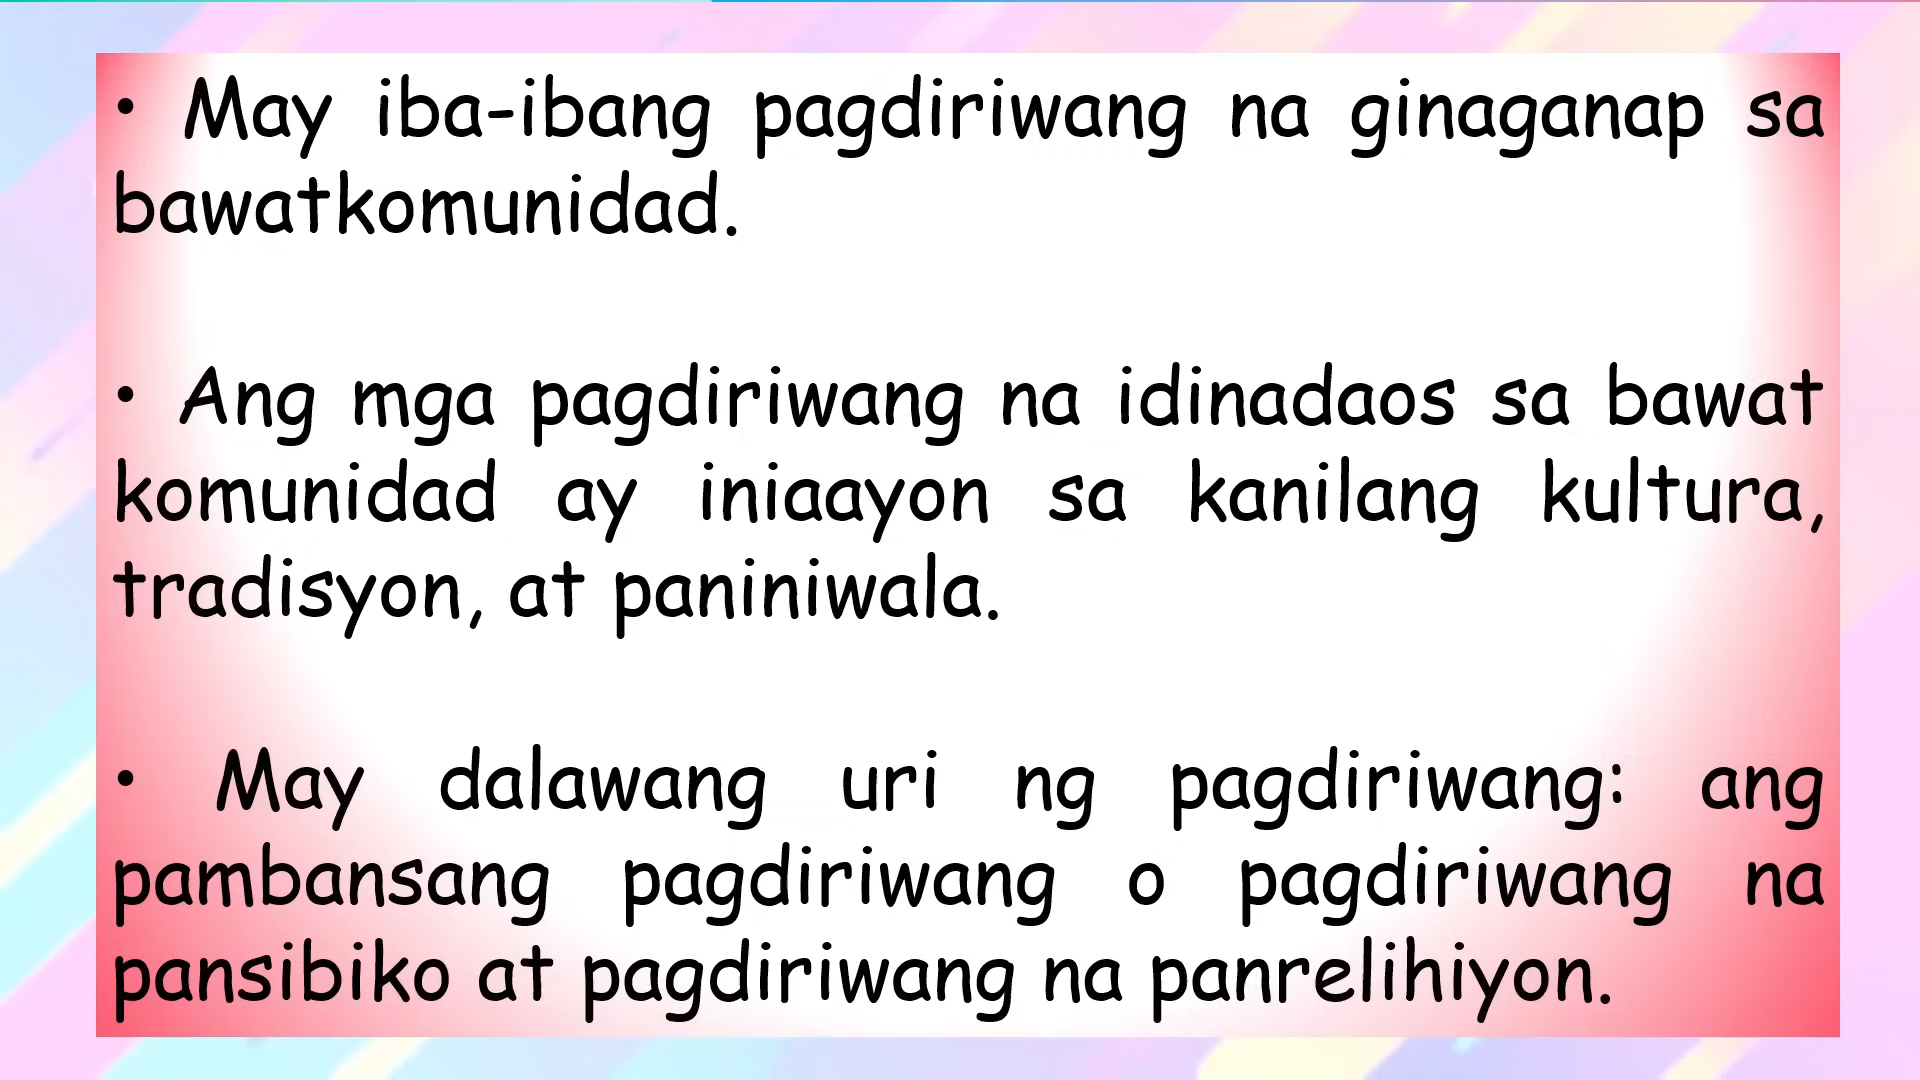 • May iba-ibang pagdiriwang na ginaganap sa
bawatkomunidad.
• Ang mga pagdiriwang na idinadaos sa bawat
komunidad ay iniaayon sa kanilang kultura,
tradisyon, at paniniwala.
• May dalawang uri ng pagdiriwang: ang
pambansang pagdiriwang o pagdiriwang na
pansibiko at pagdiriwang na panrelihiyon.